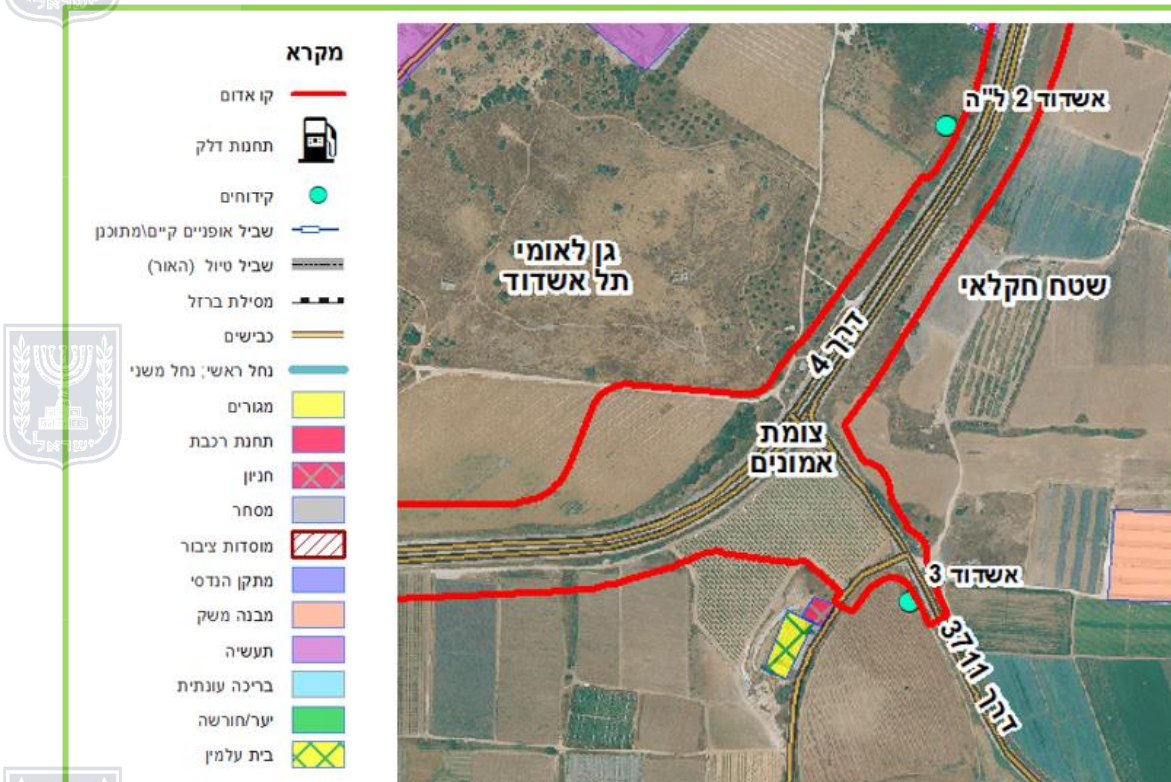 מקרא
קו אדום
תחנות דלק
קידוחים
שביל אופניים קיים\מתוכנן
שביל טיול (האור)
מסילת ברזל
כבישים
נחל ראשי; נחל משני
מגורים
תחנת רכבת
חניון
מסחר
מוסדות ציבור
מתקן הנדסי
מבנה משק
תעשיה
בריכה עונתית
יער/חורשה
בית עלמין
אשדוד 2 ל"ה
גן לאומי
תל אשדוד
שטח חקלאי
דרך 4
צומת
אמונים
אשדוד 3
דרך 3711
ישראל
ישראל